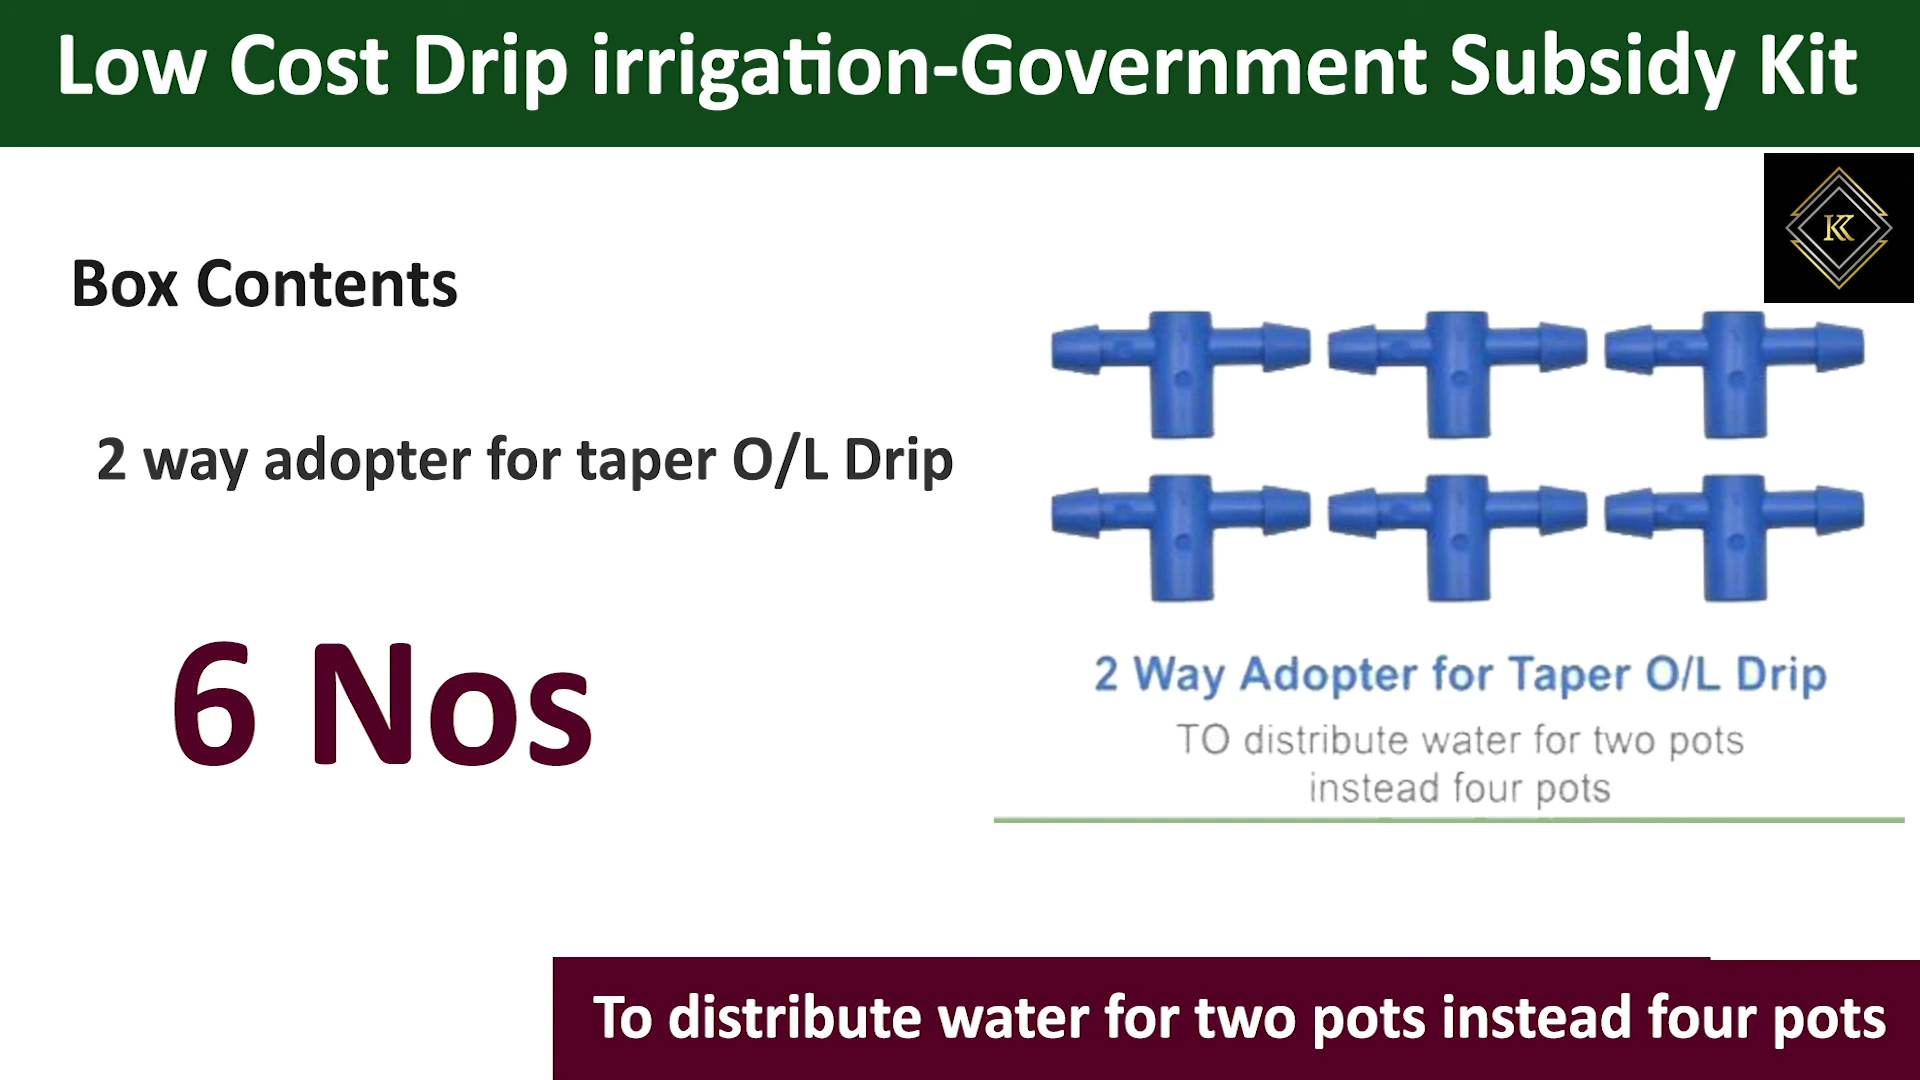 Low Cost Drip irrigation-Government Subsidy Kit
KK
Box Contents
2 way adopter for taper O/L Drip
6 Nos
2 Way Adopter for Taper O/L Drip
TO distribute water for two pots
instead four pots
To distribute water for two pots instead four pots